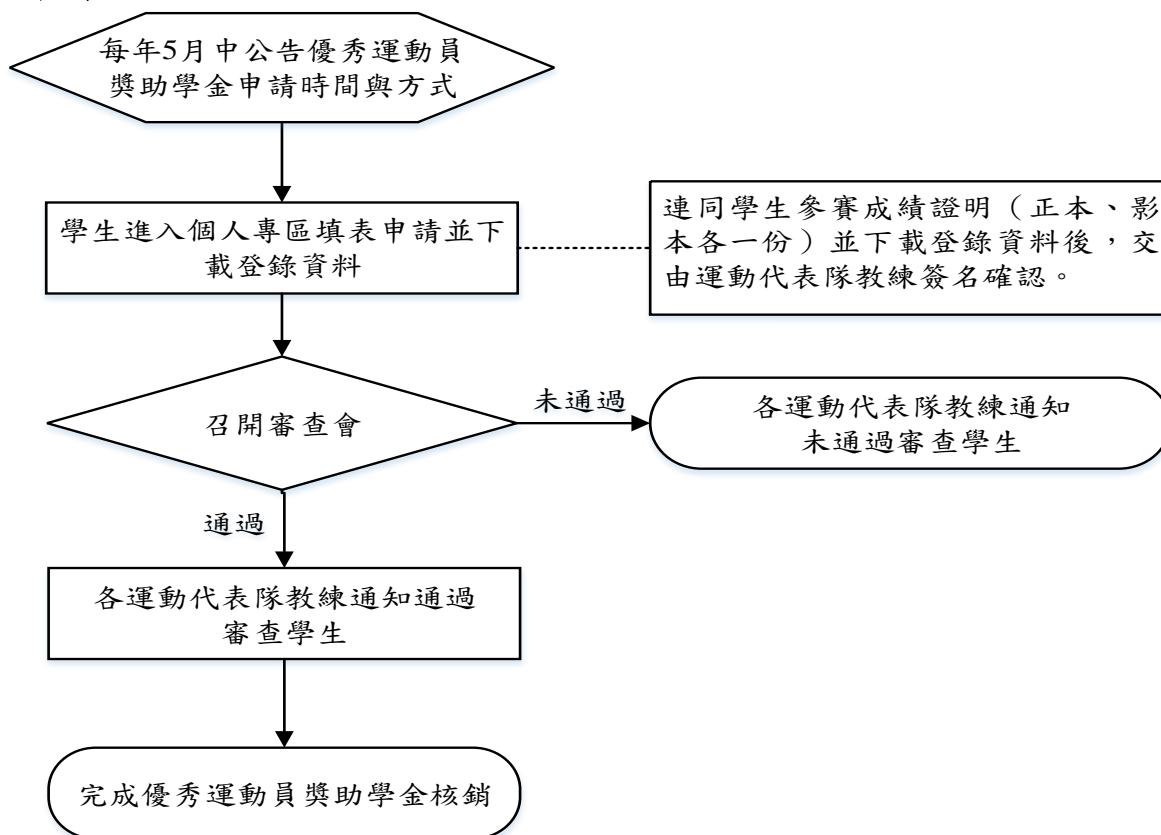 每年5月中公告優秀運動員
獎助學金申請時間與方式
學生進入個人專區填表申請並下
載登錄資料
連同學生參賽成績證明（正本、影
本各一份）並下載登錄資料後，交
由運動代表隊教練簽名確認。
召開審查會
未通過
各運動代表隊教練通知
未通過審查學生
通過
各運動代表隊教練通知通過
審查學生
完成優秀運動員獎助學金核銷